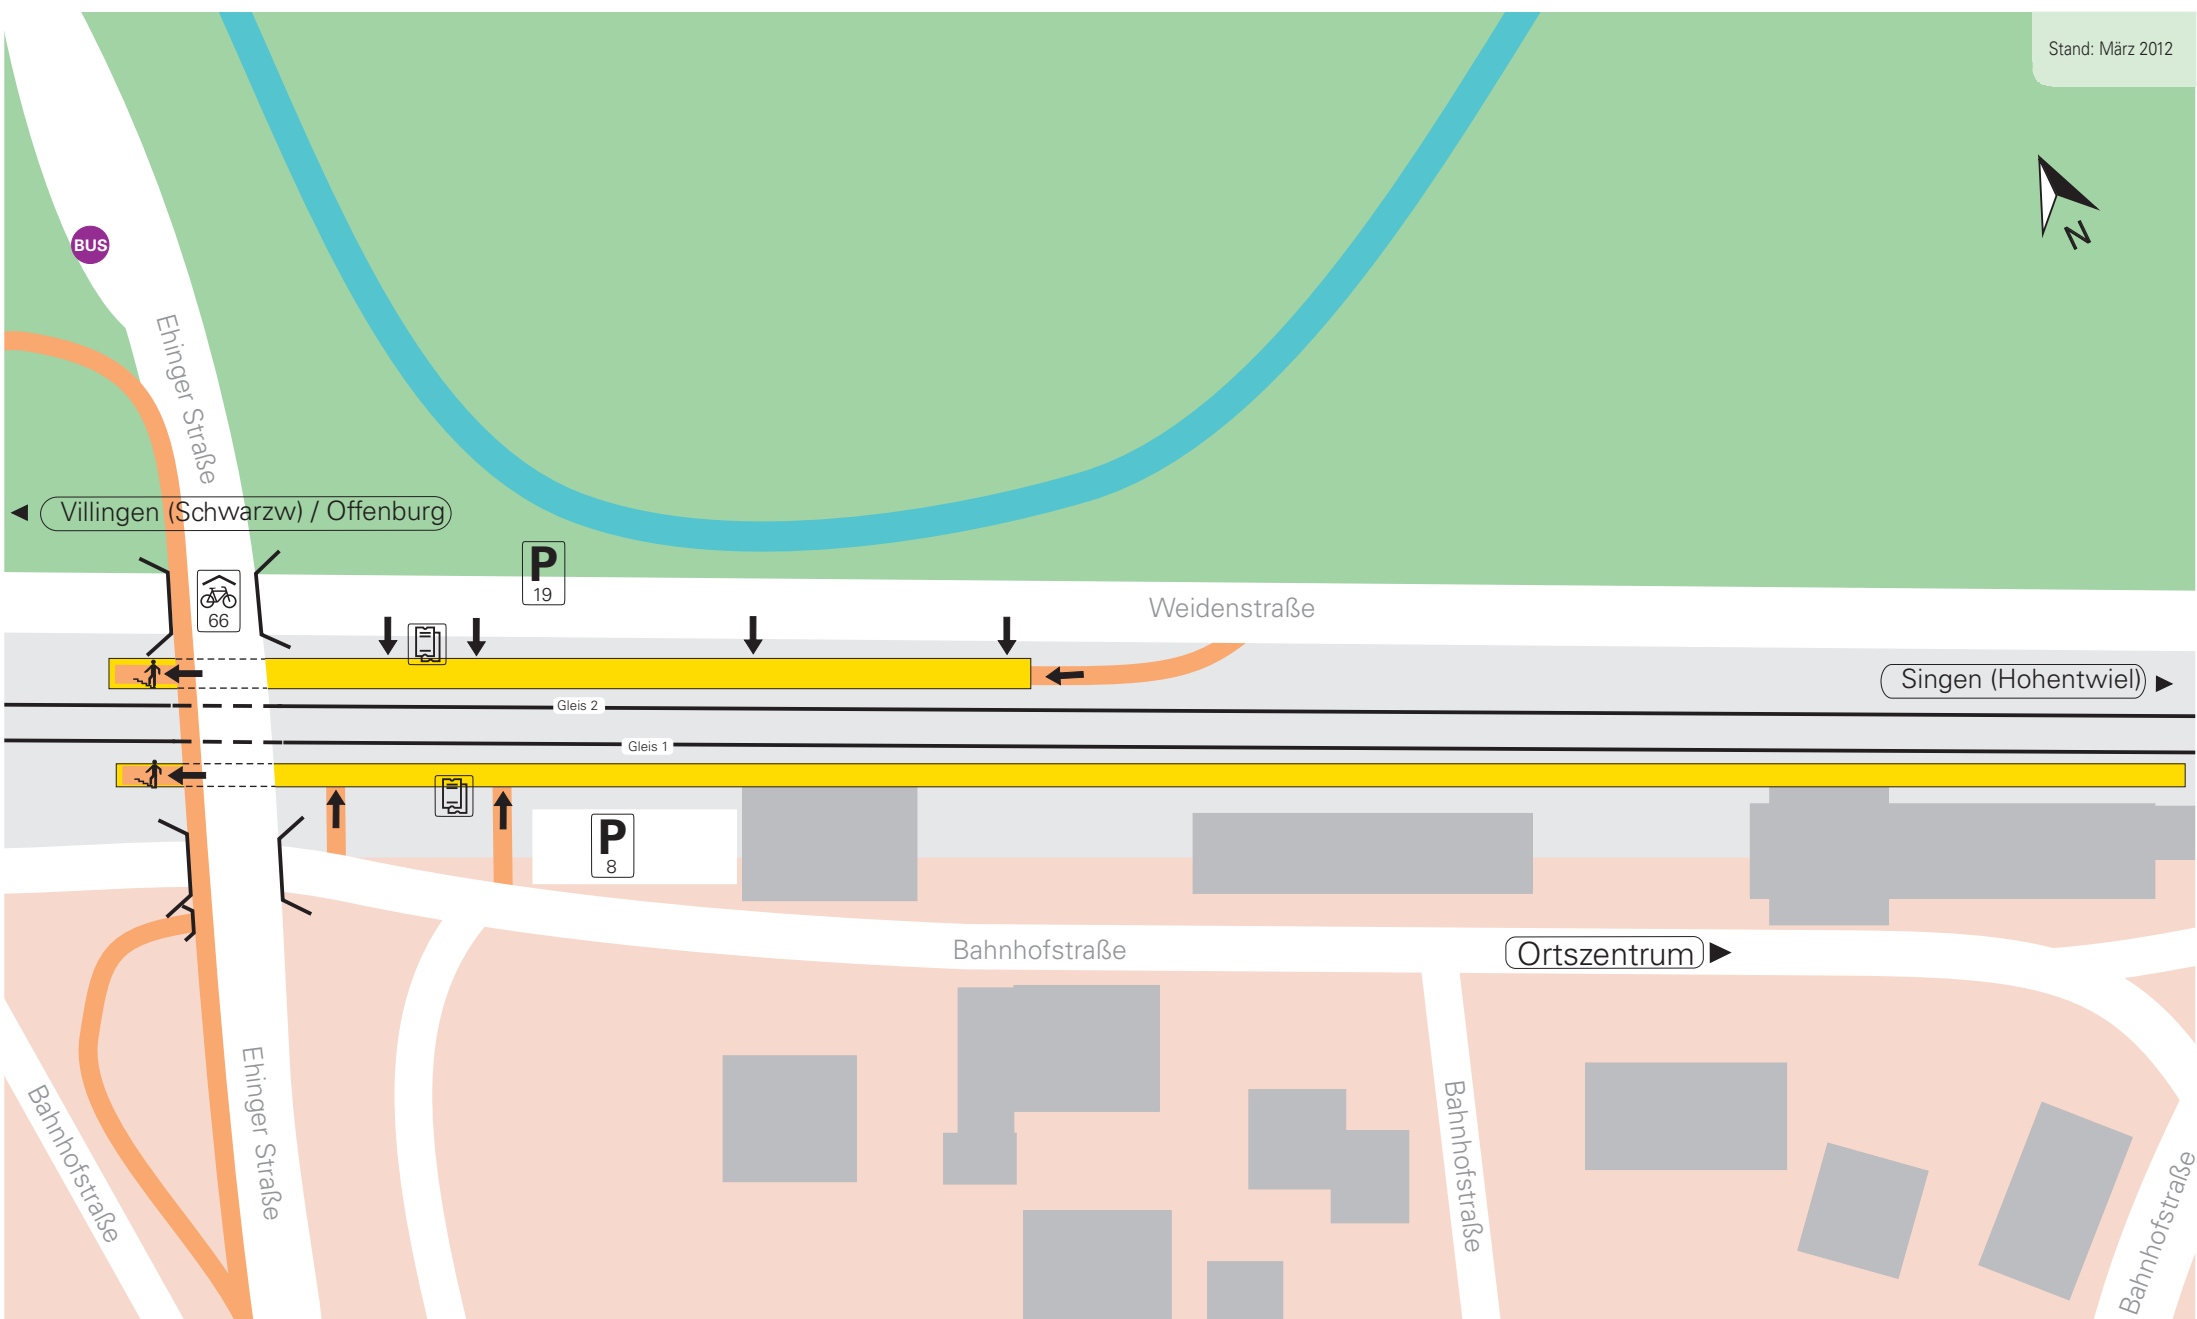 Stand: März 2012
N
BUS
Ehinger Straße
Villingen (Schwarzw) / Offenburg
P
19
66
Weidenstraße
Singen (Hohentwiel)
Gleis 2
Gleis 1
P
8
Bahnhofstraße
Ortszentrum
Ehinger Straße
Bahnhofstraße
Bahnhofstraße
Bahnhofstraße